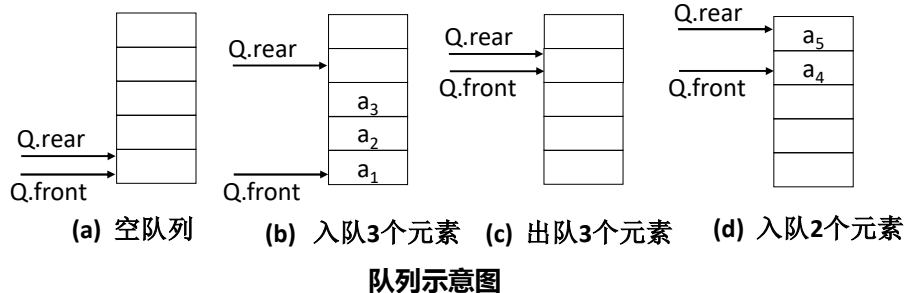 Q.rear
Q.front
(a) 空队列
Q.rear
a3
a2
Q.front
a1
(b) 入队3个元素
Q.rear
Q.front
(c) 出队3个元素
Q.rear
a5
a4
Q.front
(d) 入队2个元素
队列示意图